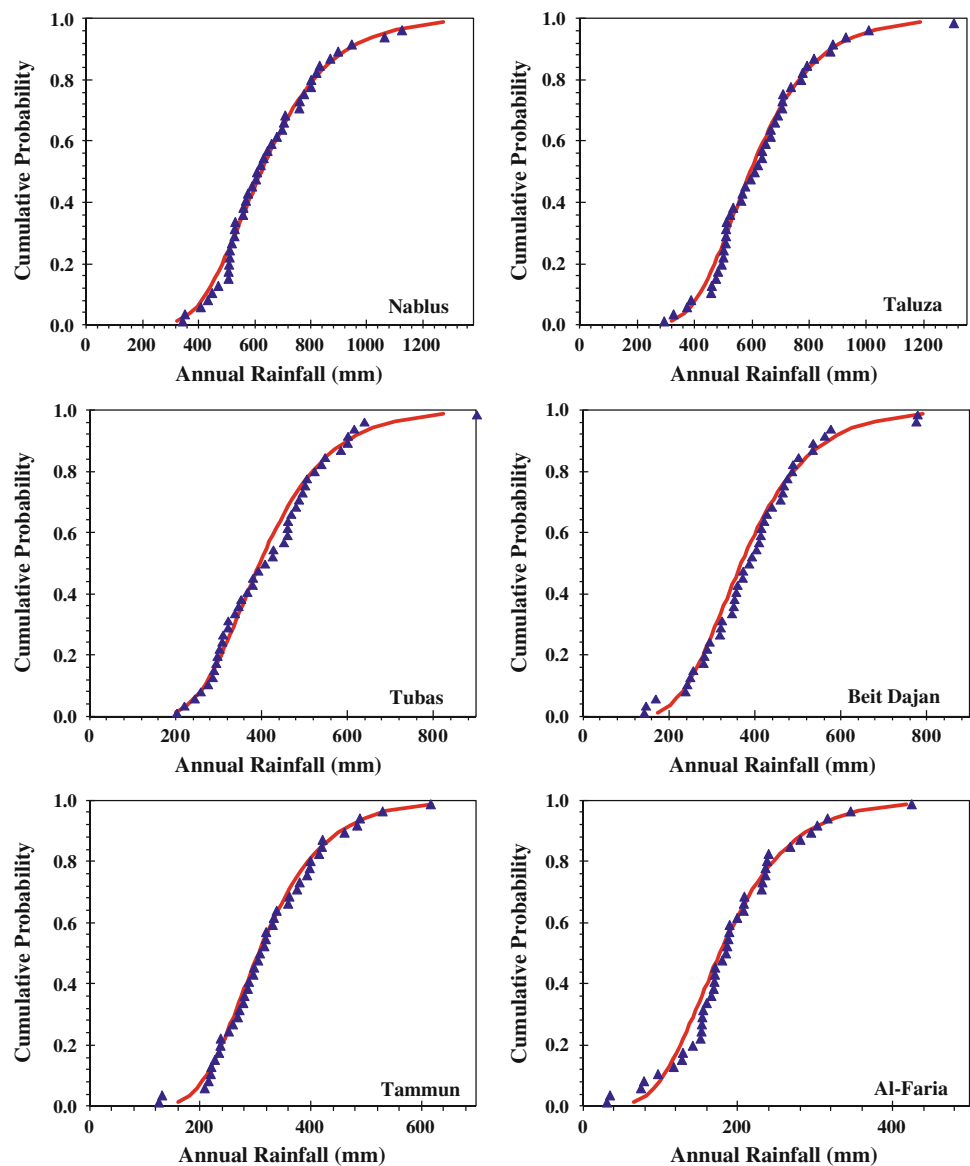 1.0
0.8
0.6
0.4
0.2
0.0
Cumulative Probability
Nablus
0 200 400 600 800 1000 1200
Annual Rainfall (mm)
1.0
0.8
0.6
0.4
0.2
0.0
Cumulative Probability
Taluza
0 200 400 600 800 1000 1200
Annual Rainfall (mm)
1.0
0.8
0.6
0.4
0.2
0.0
Cumulative Probability
Tubas
0 200 400 600 800
Annual Rainfall (mm)
1.0
0.8
0.6
0.4
0.2
0.0
Cumulative Probability
Beit Dajan
0 200 400 600 800
Annual Rainfall (mm)
1.0
0.8
0.6
0.4
0.2
0.0
Cumulative Probability
Tammun
0 200 400 600
Annual Rainfall (mm)
1.0
0.8
0.6
0.4
0.2
0.0
Cumulative Probability
Al-Faria
0 200 400
Annual Rainfall (mm)